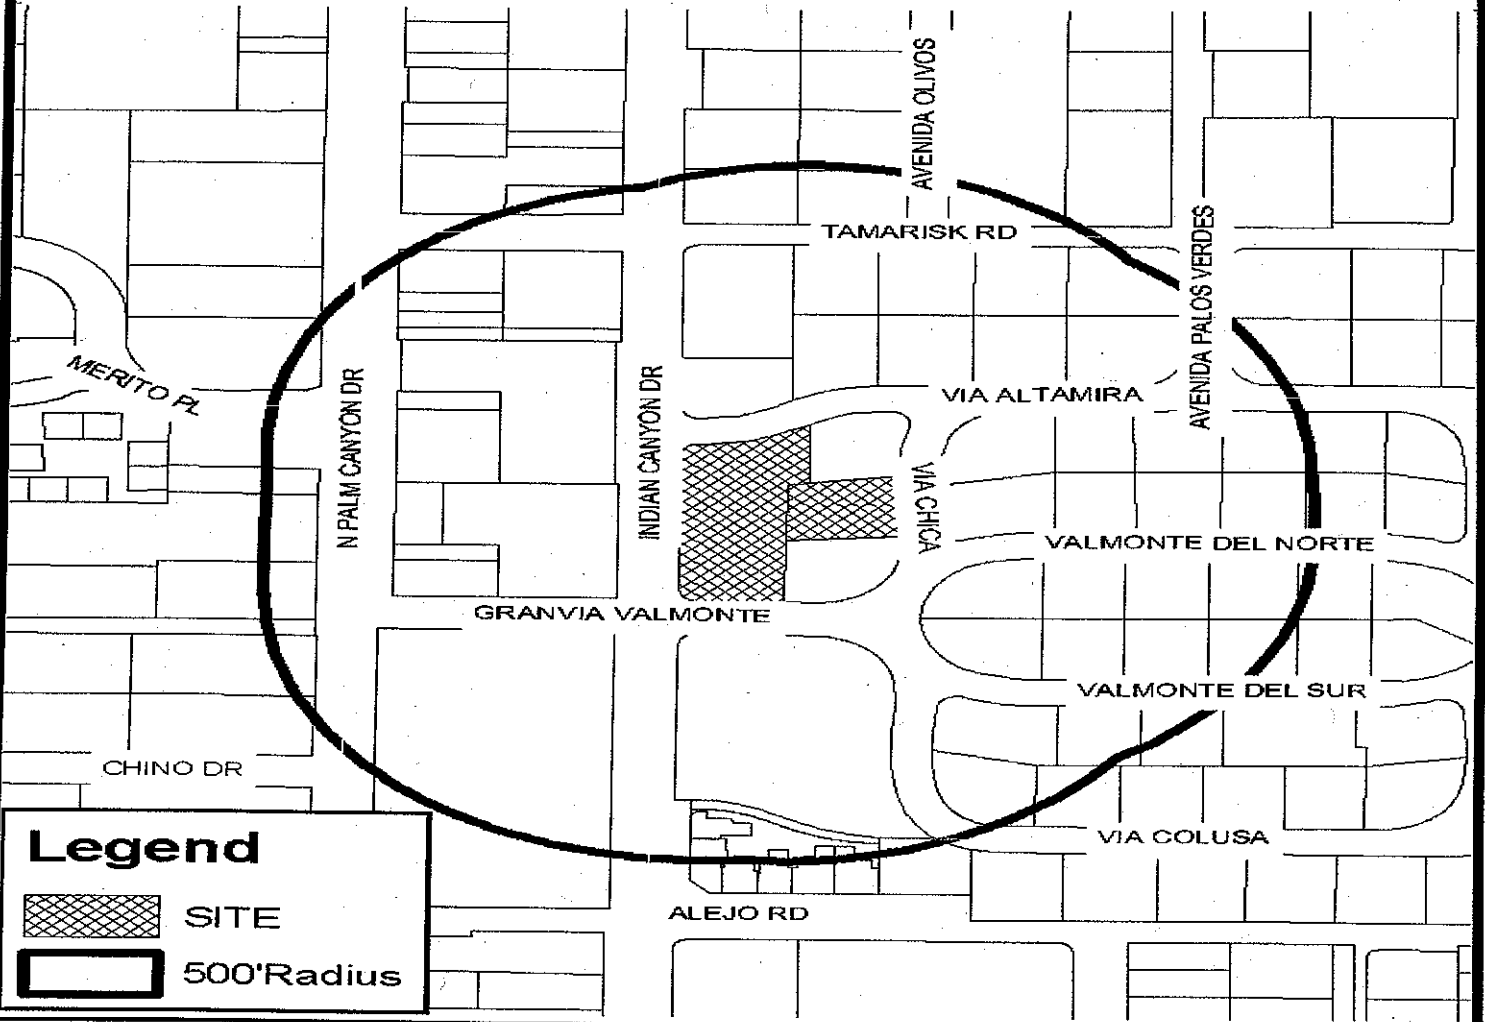 AVENIDA OLIVOS
TAMARISK RD
AVENIDA PALOS VERDES
MERITO PL
N PALM CANYON DR
INDIAN CANYON DR
VIA ALTAMIRA
VIA CHICA
VALMONTE DEL NORTE
GRANVIA VALMONTE
VALMONTE DEL SUR
CHINO DR
VIA COLUSA
ALEJO RD
Legend
SITE
500'Radius